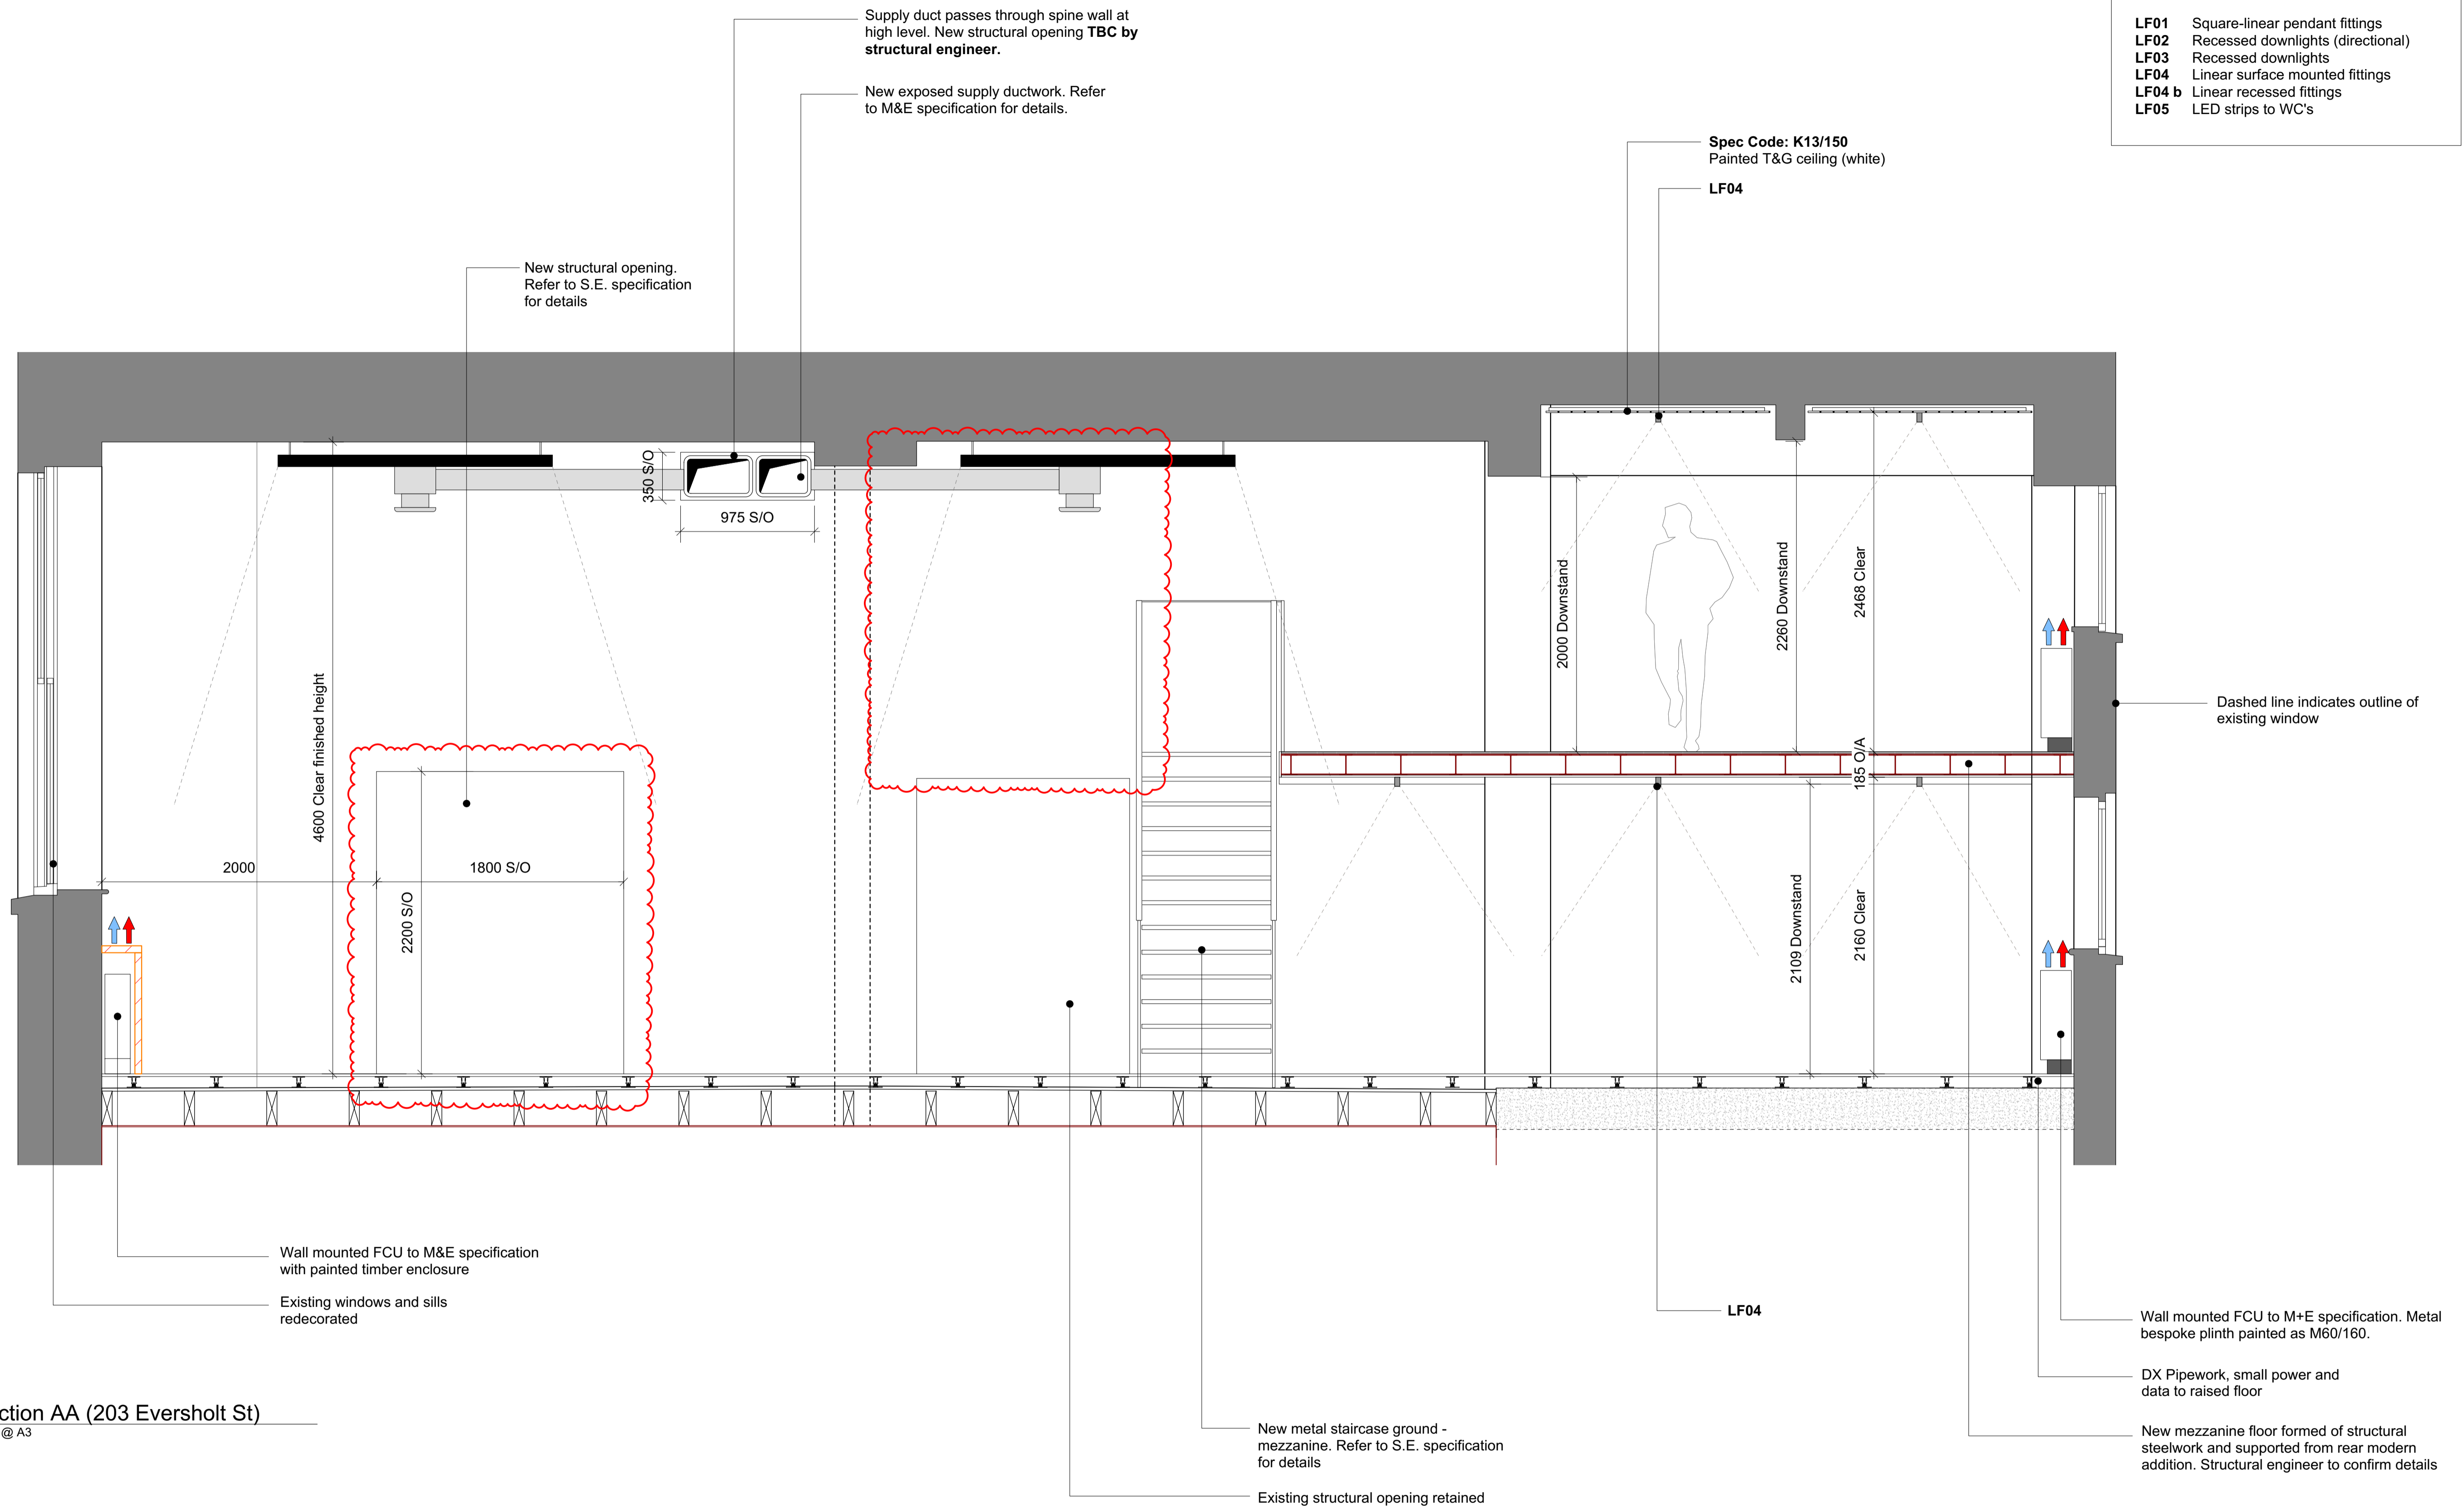 Supply duct passes through spine wall at
high level. New structural opening TBC by
structural engineer.
New exposed supply ductwork. Refer
to M&E specification for details.
LF01 Square-linear pendant fittings
LF02 Recessed downlights (directional)
LF03 Recessed downlights
LF04 Linear surface mounted fittings
LF04 b Linear recessed fittings
LF05 LED strips to WC's
Spec Code: K13/150
Painted T&G ceiling (white)
LF04
New structural opening.
Refer to S.E. specification
for details
350 S/O
975 S/O
4600 Clear finished height
2000
1800 S/O
2200 S/O
2000 Downstand
2260 Downstand
2468 Clear
185 O/A
2109 Downstand
2160 Clear
Dashed line indicates outline of
existing window
Wall mounted FCU to M&E specification
with painted timber enclosure
Existing windows and sills
redecorated
LF04
Wall mounted FCU to M+E specification. Metal
bespoke plinth painted as M60/160.
DX Pipework, small power and
data to raised floor
New mezzanine floor formed of structural
steelwork and supported from rear modern
addition. Structural engineer to confirm details
New metal staircase ground -
mezzanine. Refer to S.E. specification
for details
Existing structural opening retained
ction AA (203 Eversholt St)
@ A3